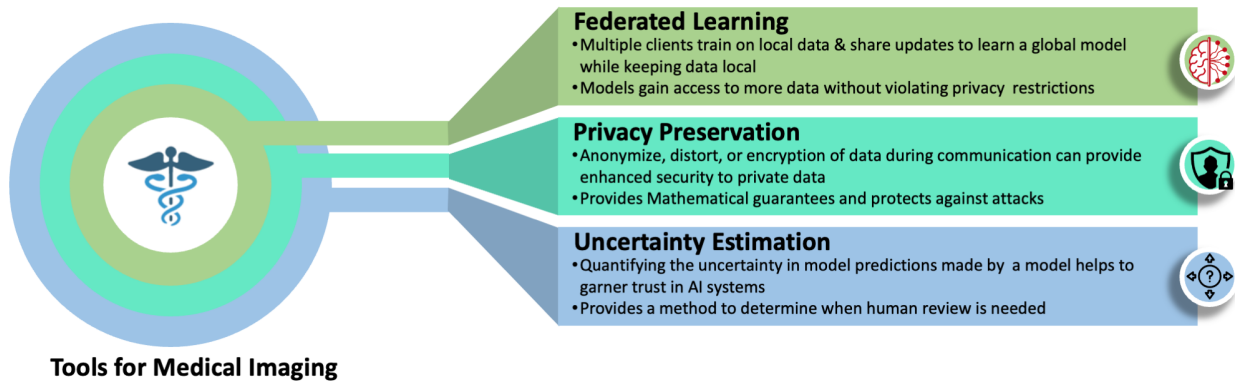 Federated Learning
•Multiple clients train on local data & share updates to learn a global model
while keeping data local
•Models gain access to more data without violating privacy restrictions
Privacy Preservation
•Anonymize, distort, or encryption of data during communication can provide
enhanced security to private data
•Provides Mathematical guarantees and protects against attacks
Uncertainty Estimation
•Quantifying the uncertainty in model predictions made by a model helps to
garner trust in AI systems
•Provides a method to determine when human review is needed
?
Tools for Medical Imaging